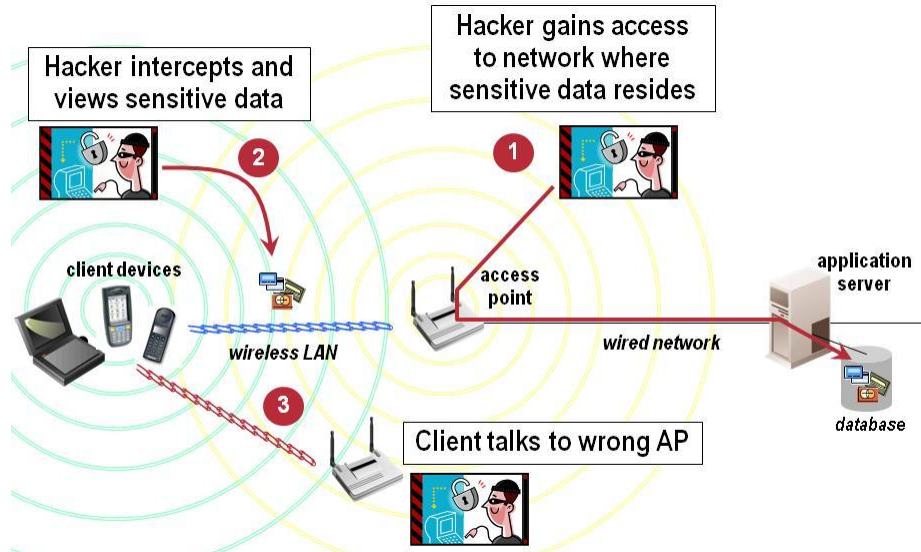 Hacker intercepts and
views sensitive data
Hacker gains access
to network where
sensitive data resides
2
1
client devices
access
point
application
server
wireless LAN
wired network
3
Client talks to wrong AP
database